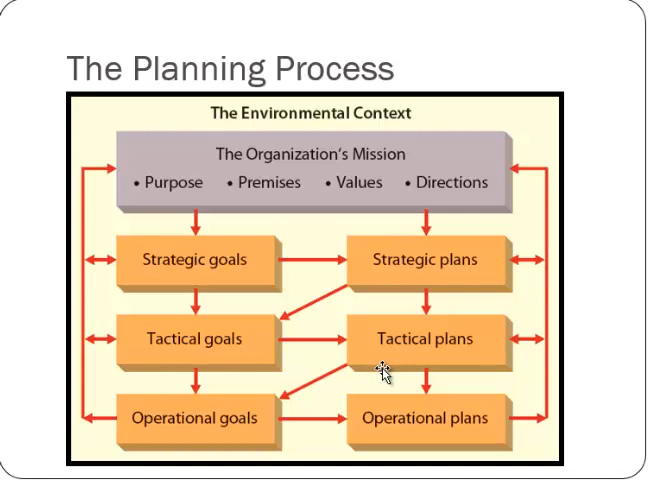 The Planning Process
The Environmental Context
The Organization's Mission
• Purpose • Premises • Values • Directions
Strategic goals
Strategic plans
Tactical goals
Tactical plans
Operational goals
Operational plans